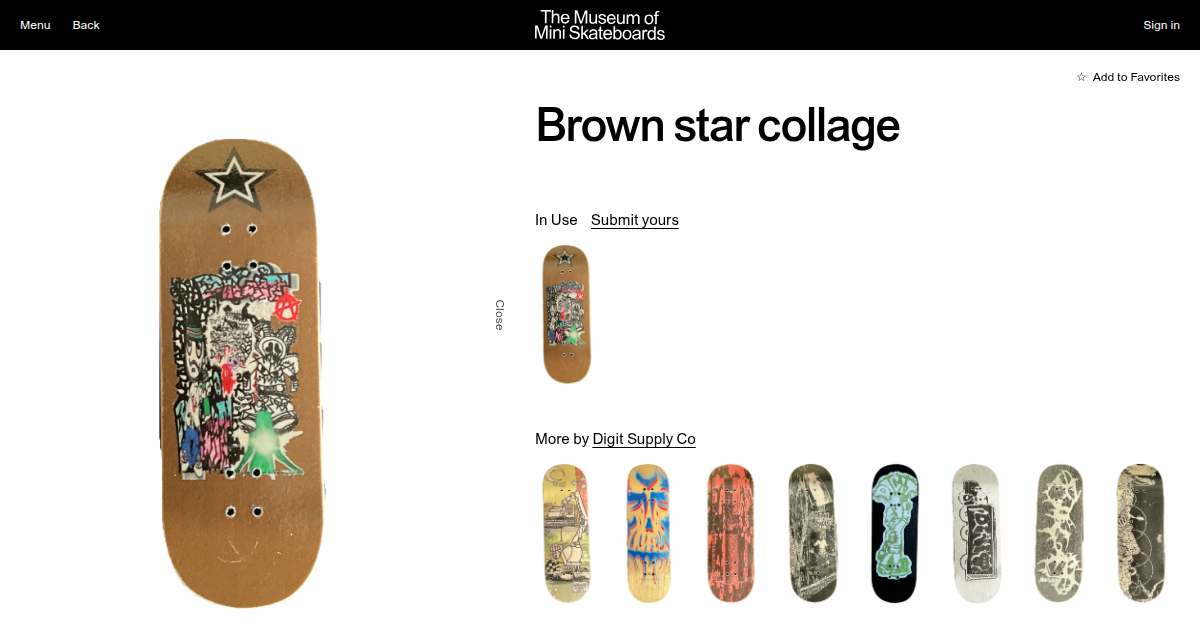 Menu
Back
The Museum of
Mini Skateboards
Sign in
☆ Add to Favorites
Brown star collage
In Use
Submit yours
Close
More by Digit Supply Co